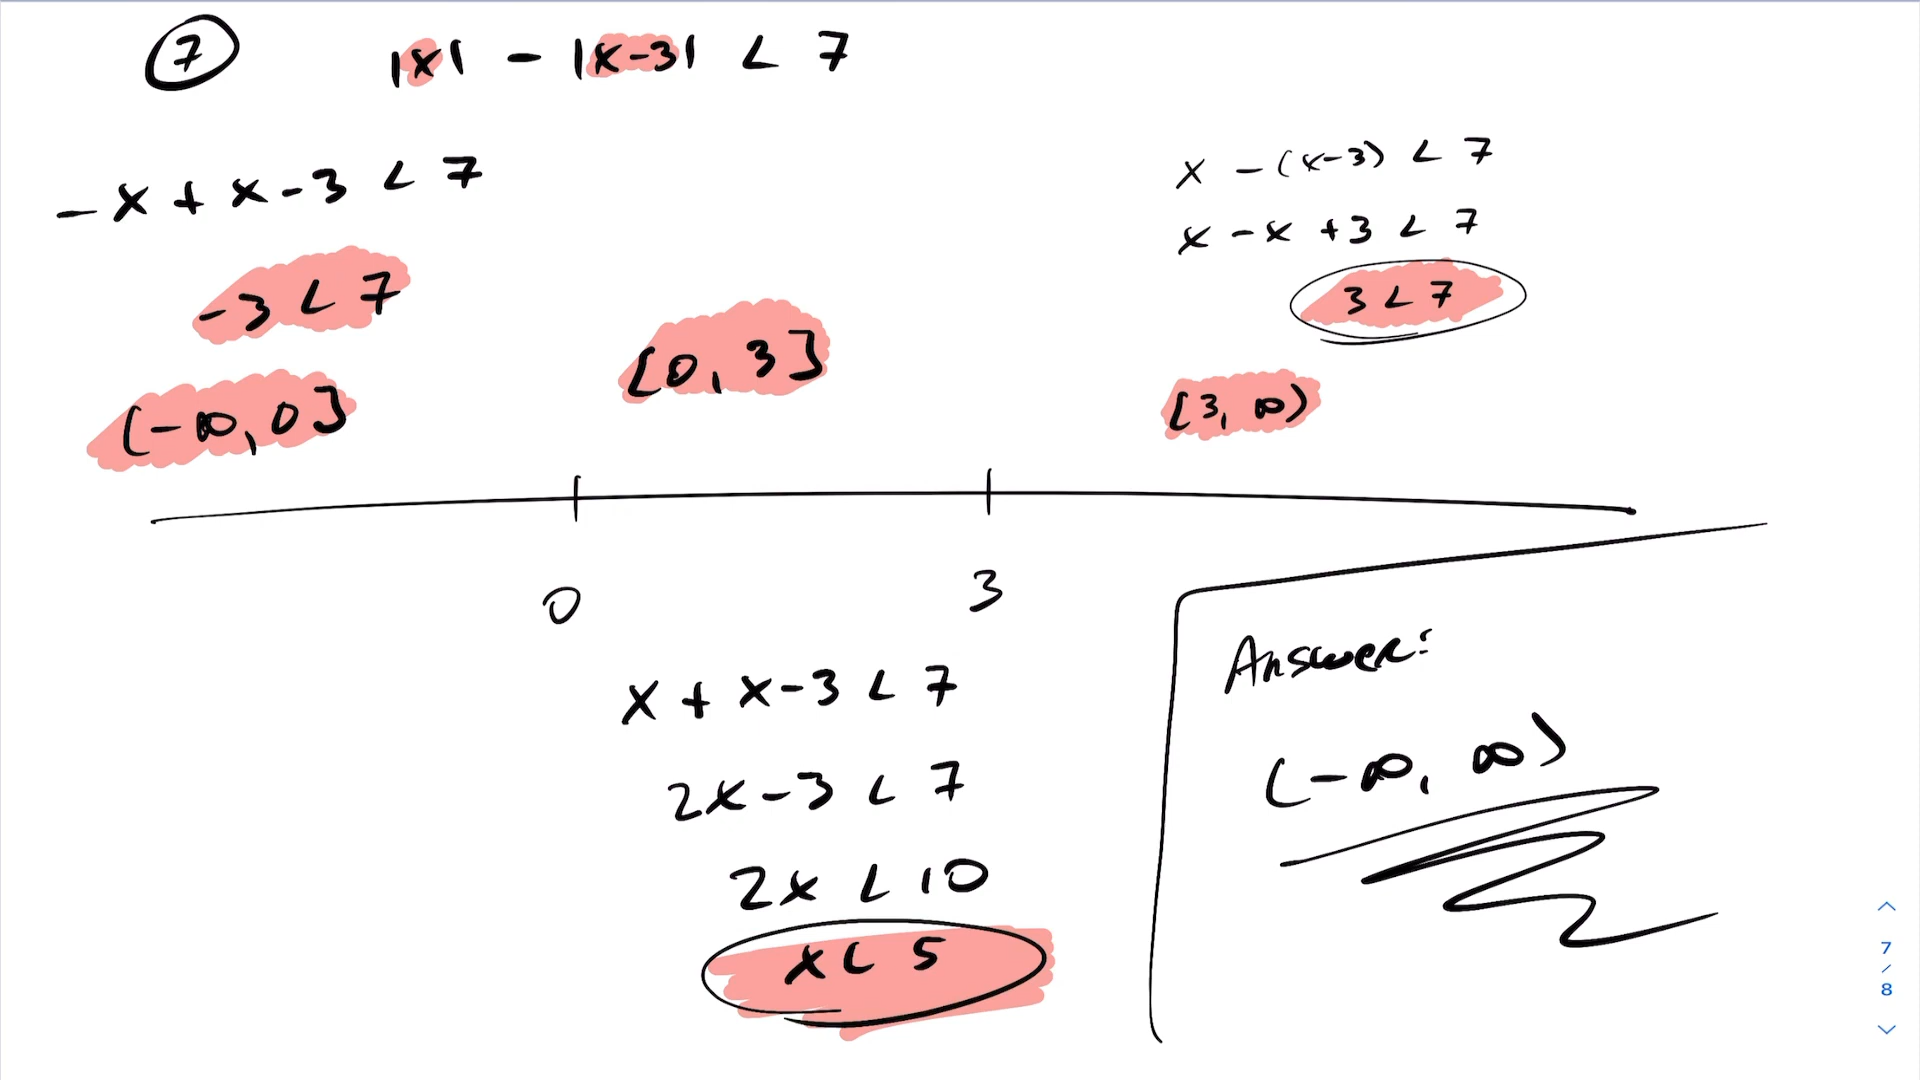 7 |x| - |x-3| < 7
-x + x - 3 < 7
-3 < 7
(-∞, 0]
[0, 3]
x - (x-3) < 7
x - x + 3 < 7
3 < 7
[3, ∞)
0 3
x + x - 3 < 7
2x - 3 < 7
2x < 10
x < 5
Answer:
(-∞, ∞)
7
/
8